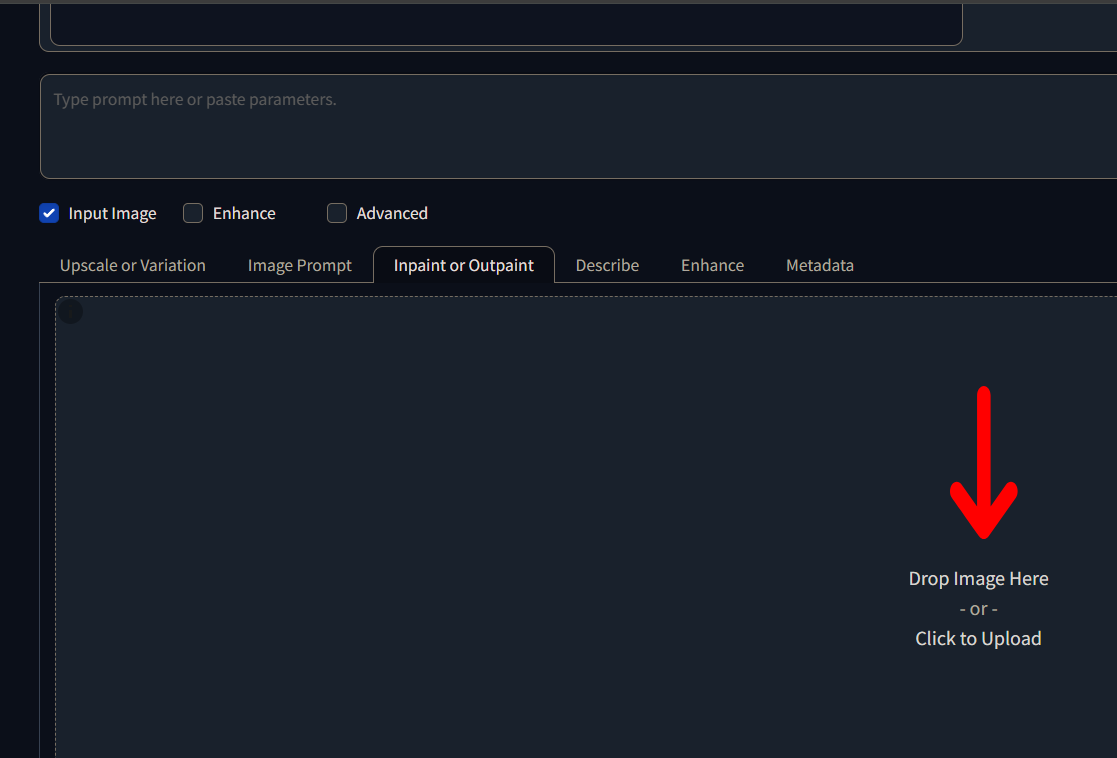 Type prompt here or paste parameters.
Input Image Enhance Advanced
Upscale or Variation Image Prompt Inpaint or Outpaint Describe Enhance Metadata
Drop Image Here
- or -
Click to Upload